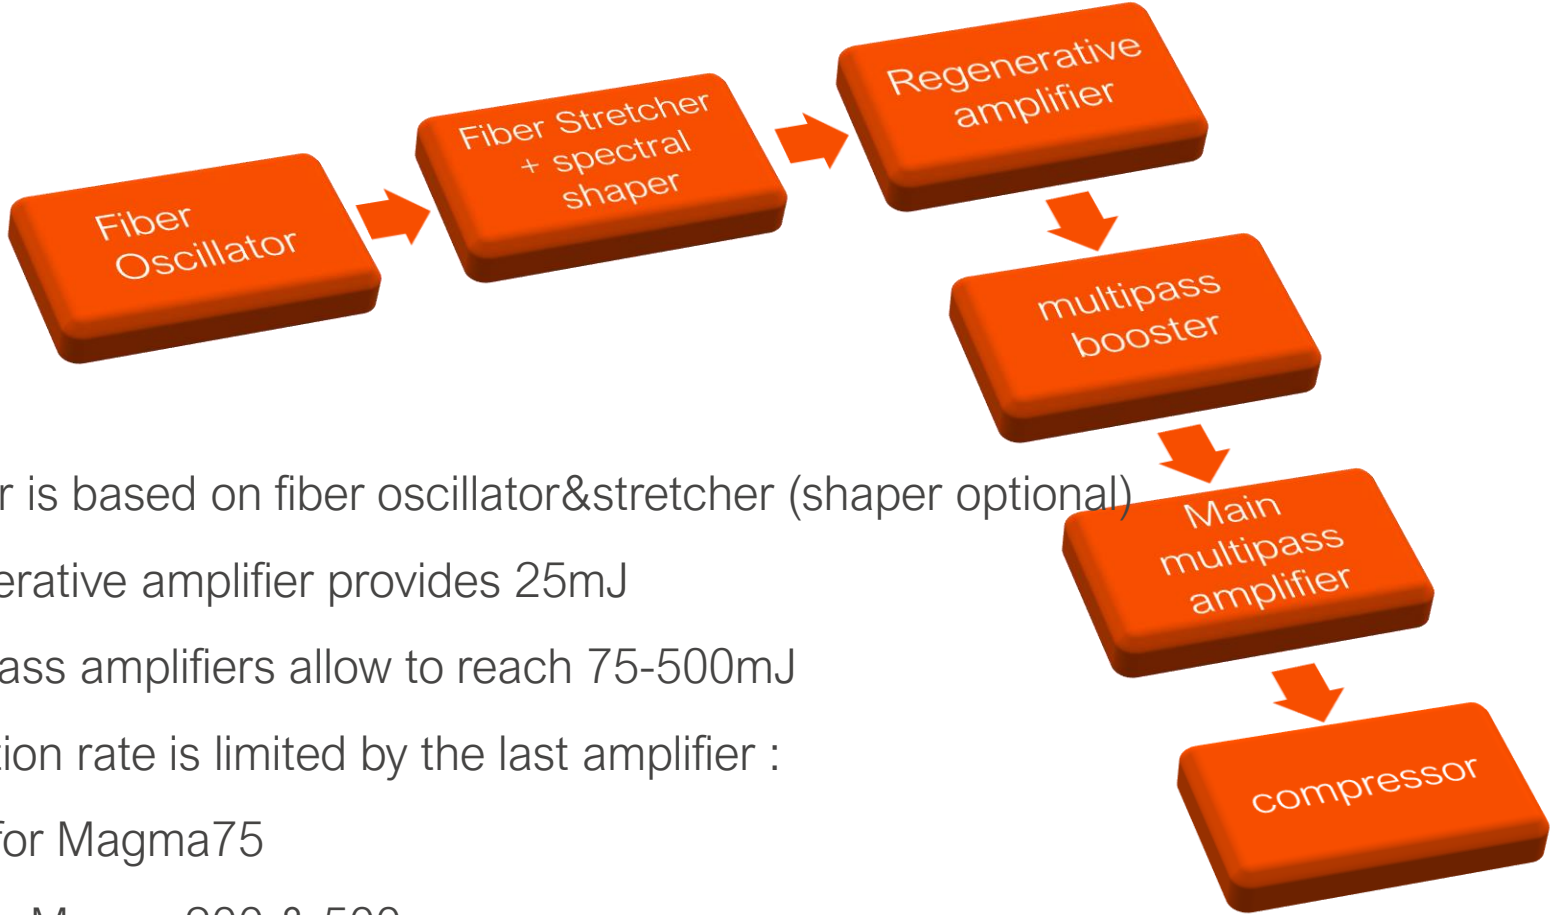 Fiber
Oscillator
Fiber Stretcher
+ spectral
shaper
Regenerative
amplifier
multipass
booster
Main
multipass
amplifier
compressor
r is based on fiber oscillator&stretcher (shaper optional)
erative amplifier provides 25mJ
ass amplifiers allow to reach 75-500mJ
tion rate is limited by the last amplifier :
for Magma75